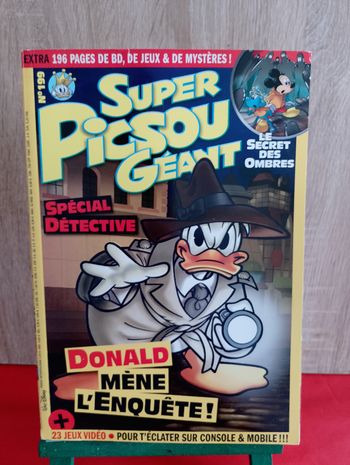 EXTRA 196 PAGES DE BD, DE JEUX & DE MYSTÈRES !
N°199
SUPER
PICSOU
GÉANT
LE
SECRET
DES
OMBRES
SPÉCIAL
DÉTECTIVE
DONALD
MÈNE
L'ENQUÊTE !
+
23 JEUX VIDÉO • POUR T'ÉCLATER SUR CONSOLE & MOBILE !!!